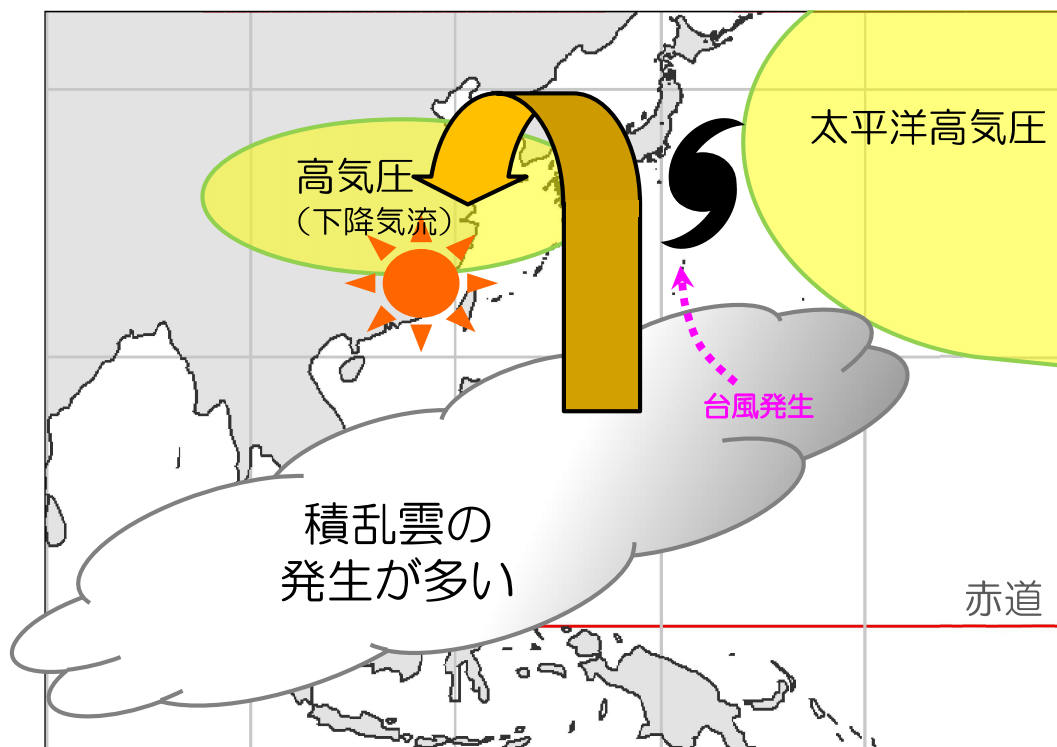 太平洋高気圧
高気圧
（下降気流）
台風発生
積乱雲の
発生が多い
赤道